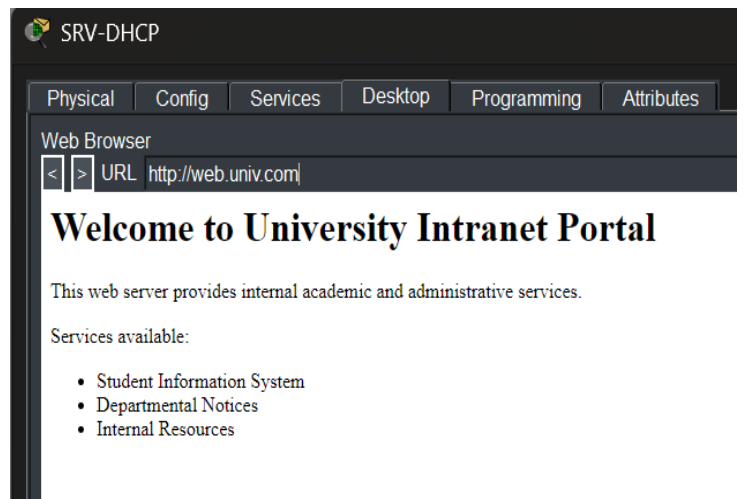 SRV-DHCP
Physical Config Services Desktop Programming Attributes
Web Browser
< > URL http://web.univ.com
Welcome to University Intranet Portal
This web server provides internal academic and administrative services.
Services available:
• Student Information System
• Departmental Notices
• Internal Resources